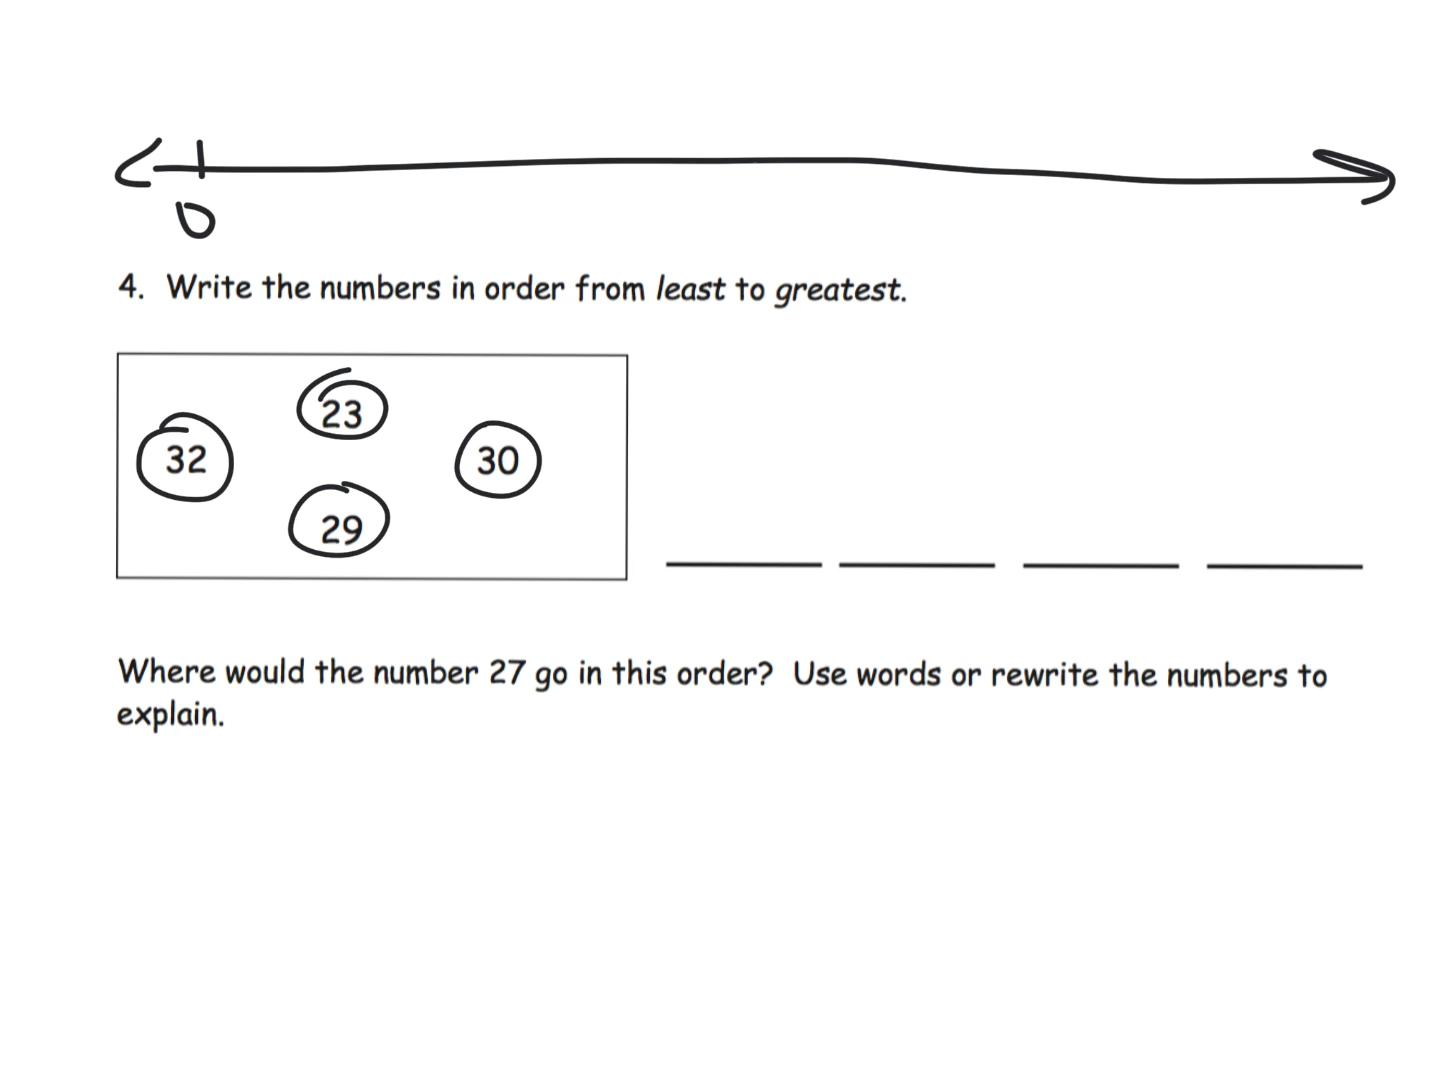 0
4. Write the numbers in order from least to greatest.
23
32
30
29
Where would the number 27 go in this order? Use words or rewrite the numbers to
explain.